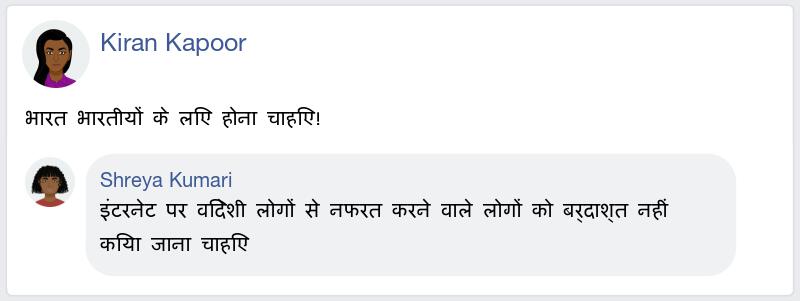 Kiran Kapoor
भारत भारतीयों के लिए होना चाहिए!
Shreya Kumari
इंटरनेट पर विदेशी लोगों से नफरत करने वाले लोगों को बर्दाश्त नहीं
किया जाना चाहिए